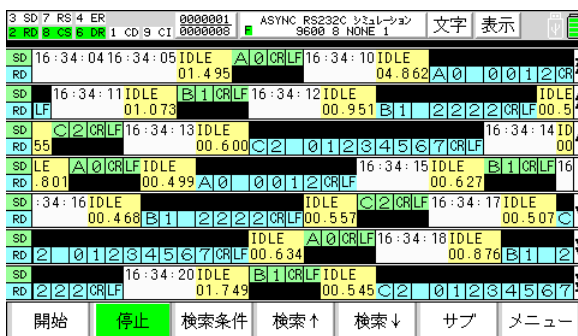 3 SD 7 RS 4 ER 0000001 ASYNC RS232C シミュレーション 文字 表示
2 RD 8 CS 6 DR 1 CD 9 CI 0000008 F 9600 8 NONE 1
SD 16:34:04 16:34:05 IDLE A 0 CR LF 16:34:10 IDLE
RD 01.495 04.862 A 0 0 0 1 2 CR
SD 16:34:11 IDLE B 1 CR LF 16:34:12 IDLE IDLE
RD LF 01.073 00.951 B 1 2 2 2 2 CR LF 00.5
SD C 2 CR LF 16:34:13 IDLE 16:34:14 ID
RD 55 00.600 C 2 0 1 2 3 4 5 6 7 CR LF 00
SD LE A 0 CR LF IDLE 16:34:15 IDLE B 1 CR LF 16
RD .801 00.499 A 0 0 0 1 2 CR LF 00.627
SD :34:16 IDLE IDLE C 2 CR LF 16:34:17 IDLE
RD 00.468 B 1 2 2 2 2 CR LF 00.557 00.507 C
SD IDLE A 0 CR LF 16:34:18 IDLE
RD 2 0 1 2 3 4 5 6 7 CR LF 00.634 00.876 B 1 2
SD 16:34:20 IDLE B 1 CR LF IDLE
RD 2 2 2 CR LF 01.749 00.545 C 2 0 1 2 3 4 5 6 7
開始 停止 検索条件 検索↑ 検索↓ サブ メニュー